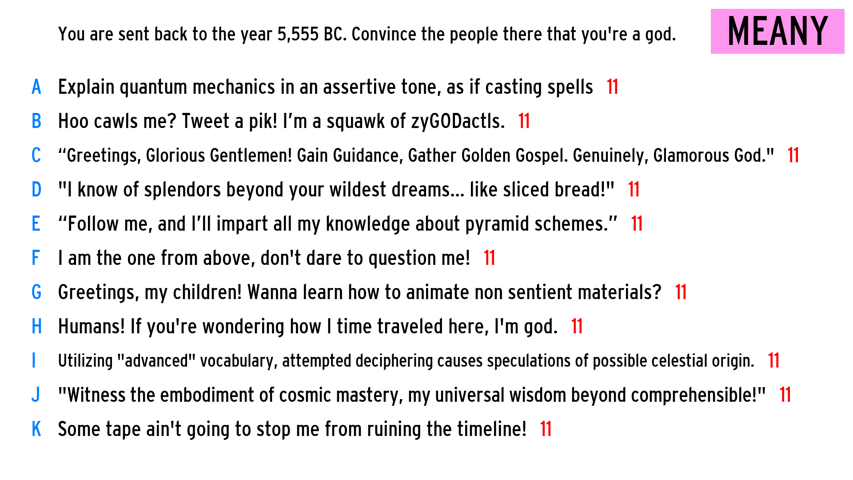 You are sent back to the year 5,555 BC. Convince the people there that you're a god.
MEANY
A Explain quantum mechanics in an assertive tone, as if casting spells 11
B Hoo cawls me? Tweet a pik! I'm a squawk of zyGODactls. 11
C “Greetings, Glorious Gentlemen! Gain Guidance, Gather Golden Gospel. Genuinely, Glamorous God." 11
D "I know of splendors beyond your wildest dreams... like sliced bread!" 11
E “Follow me, and I’ll impart all my knowledge about pyramid schemes.” 11
F I am the one from above, don't dare to question me! 11
G Greetings, my children! Wanna learn how to animate non sentient materials? 11
H Humans! If you're wondering how I time traveled here, I'm god. 11
I Utilizing "advanced" vocabulary, attempted deciphering causes speculations of possible celestial origin. 11
J "Witness the embodiment of cosmic mastery, my universal wisdom beyond comprehensible!" 11
K Some tape ain't going to stop me from ruining the timeline! 11